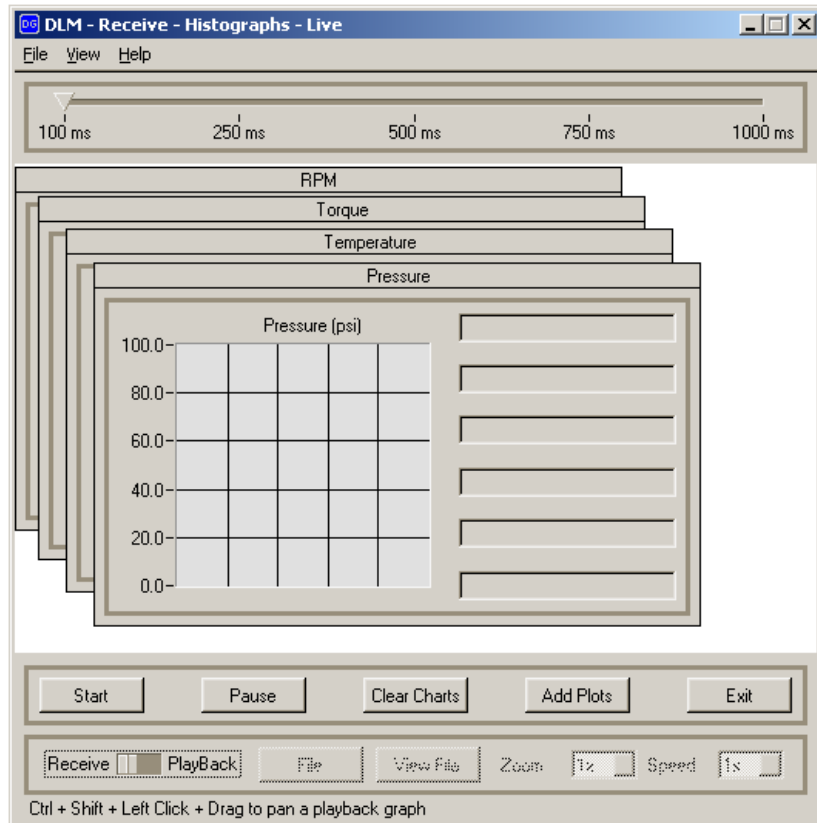 DG DLM - Receive - Histographs - Live
File View Help
100 ms 250 ms 500 ms 750 ms 1000 ms
RPM
Torque
Temperature
Pressure
Pressure (psi)
100.0
80.0
60.0
40.0
20.0
0.0
Start Pause Clear Charts Add Plots Exit
Receive PlayBack File View File Zoom 1x Speed 1x
Ctrl + Shift + Left Click + Drag to pan a playback graph